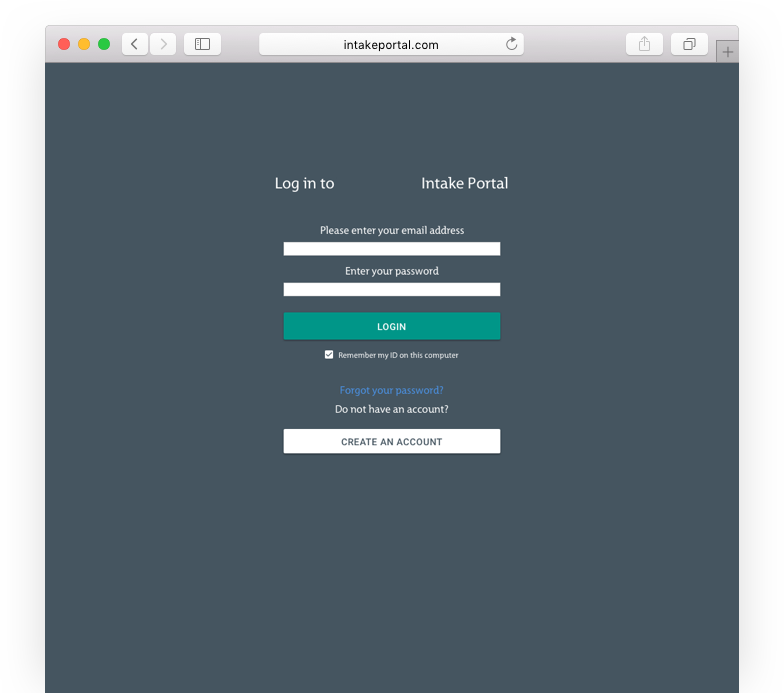 intakeportal.com
Log in to Intake Portal
Please enter your email address
Enter your password
LOGIN
Remember my ID on this computer
Forgot your password?
Do not have an account?
CREATE AN ACCOUNT